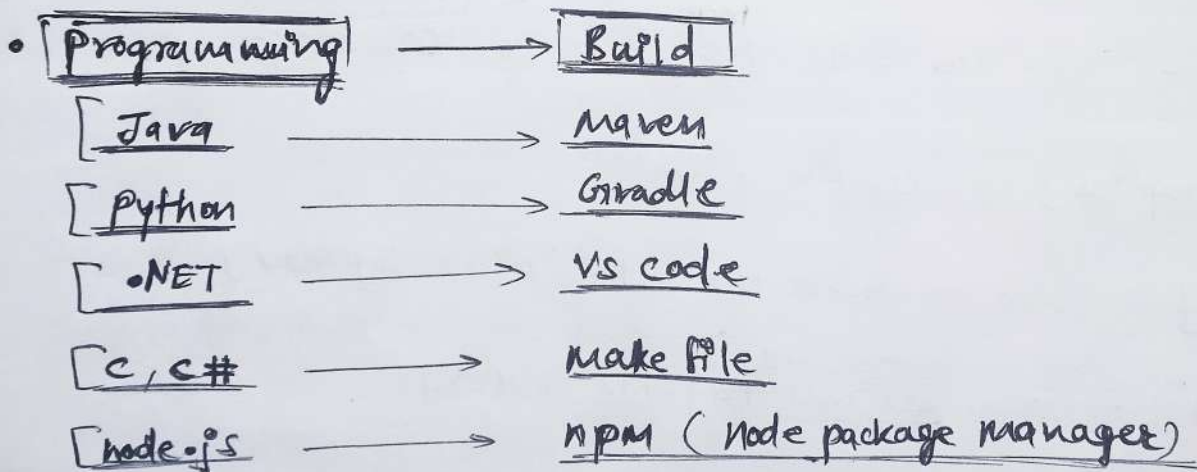 • Programming → Build
[Java → Maven
[Python → Gradle
[.NET → VS code
[C, C# → Make file
[node.js → npm (node package manager)